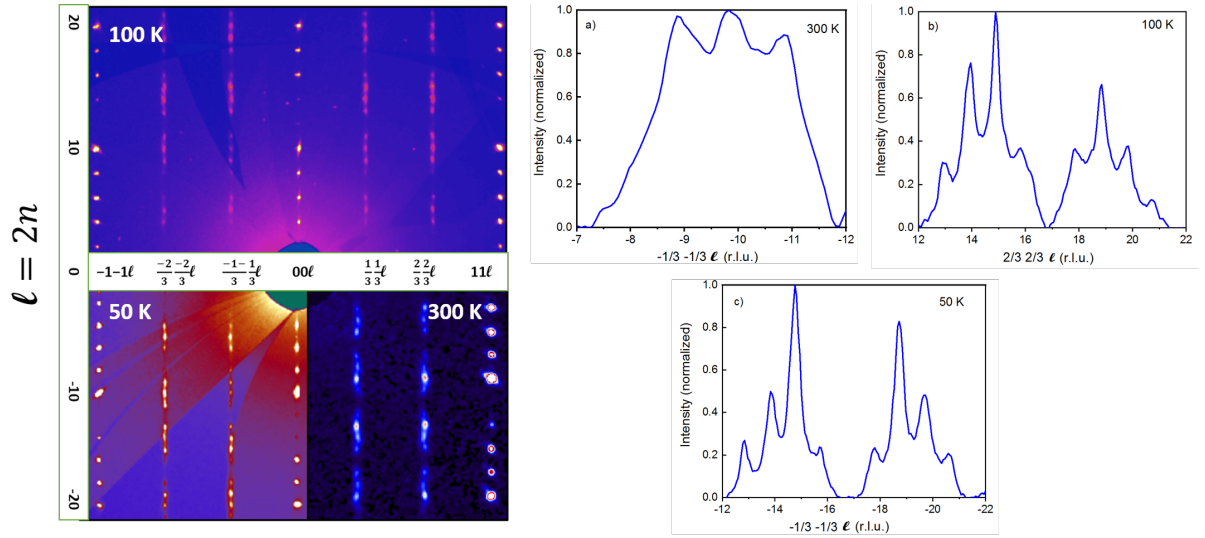 ℓ = 2n
20
10
0
-10
-20
100 K
-1-1ℓ
-2/3 -2/3 ℓ
-1-1/3 3 ℓ
00ℓ
1/3 1/3 ℓ
2/3 2/3 ℓ
11ℓ
50 K
300 K
a)
300 K
Intensity (normalized)
1.0
0.8
0.6
0.4
0.2
0.0
-7 -8 -9 -10 -11 -12
-1/3 -1/3 ℓ (r.l.u.)
b)
100 K
Intensity (normalized)
1.0
0.8
0.6
0.4
0.2
0.0
12 14 16 18 20 22
2/3 2/3 ℓ (r.l.u.)
c)
50 K
Intensity (normalized)
1.0
0.8
0.6
0.4
0.2
0.0
-12 -14 -16 -18 -20 -22
-1/3 -1/3 ℓ (r.l.u.)